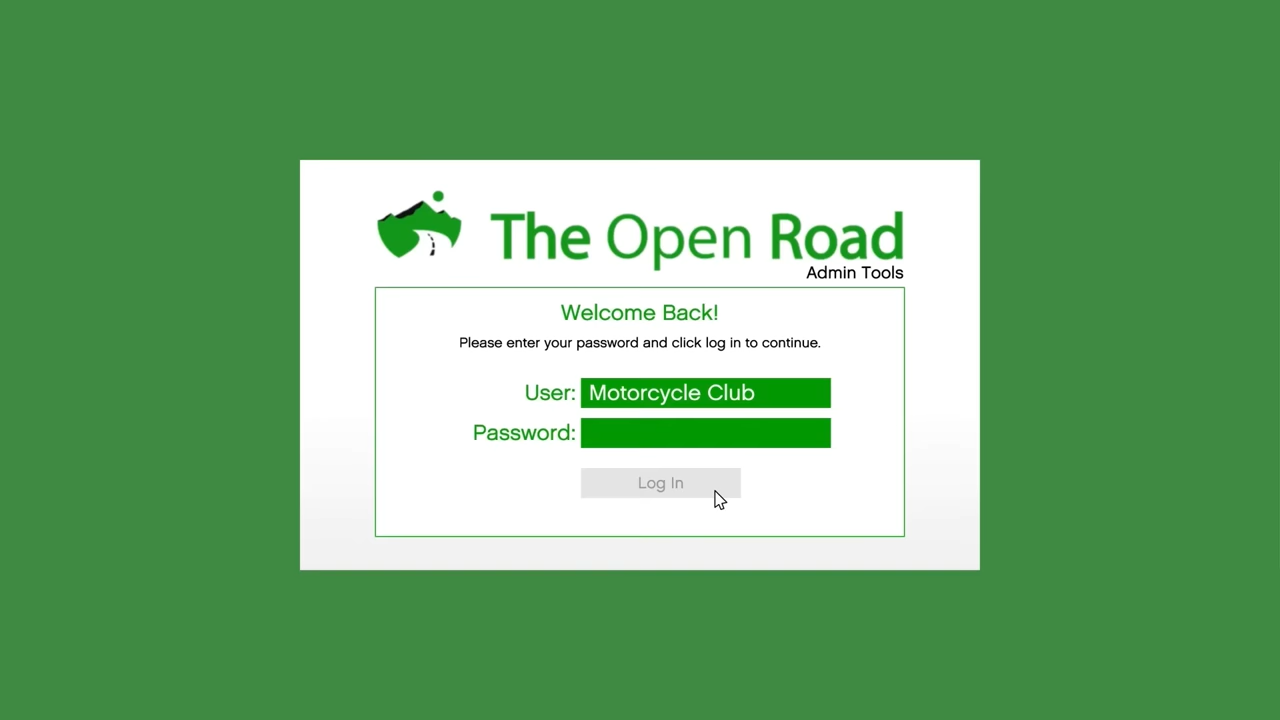 The Open Road
Admin Tools
Welcome Back!
Please enter your password and click log in to continue.
User: Motorcycle Club
Password:
Log In